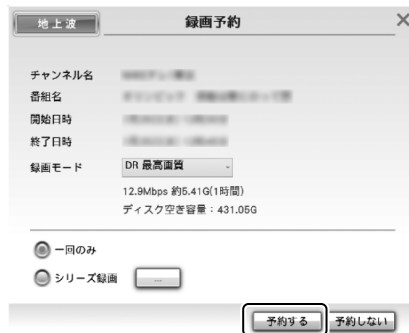 地上波
録画予約
チャンネル名
番組名
開始日時
終了日時
録画モード DR 最高画質
12.9Mbps 約5.41G(1時間)
ディスク空き容量：431.05G
一回のみ
シリーズ録画 ...
予約する 予約しない